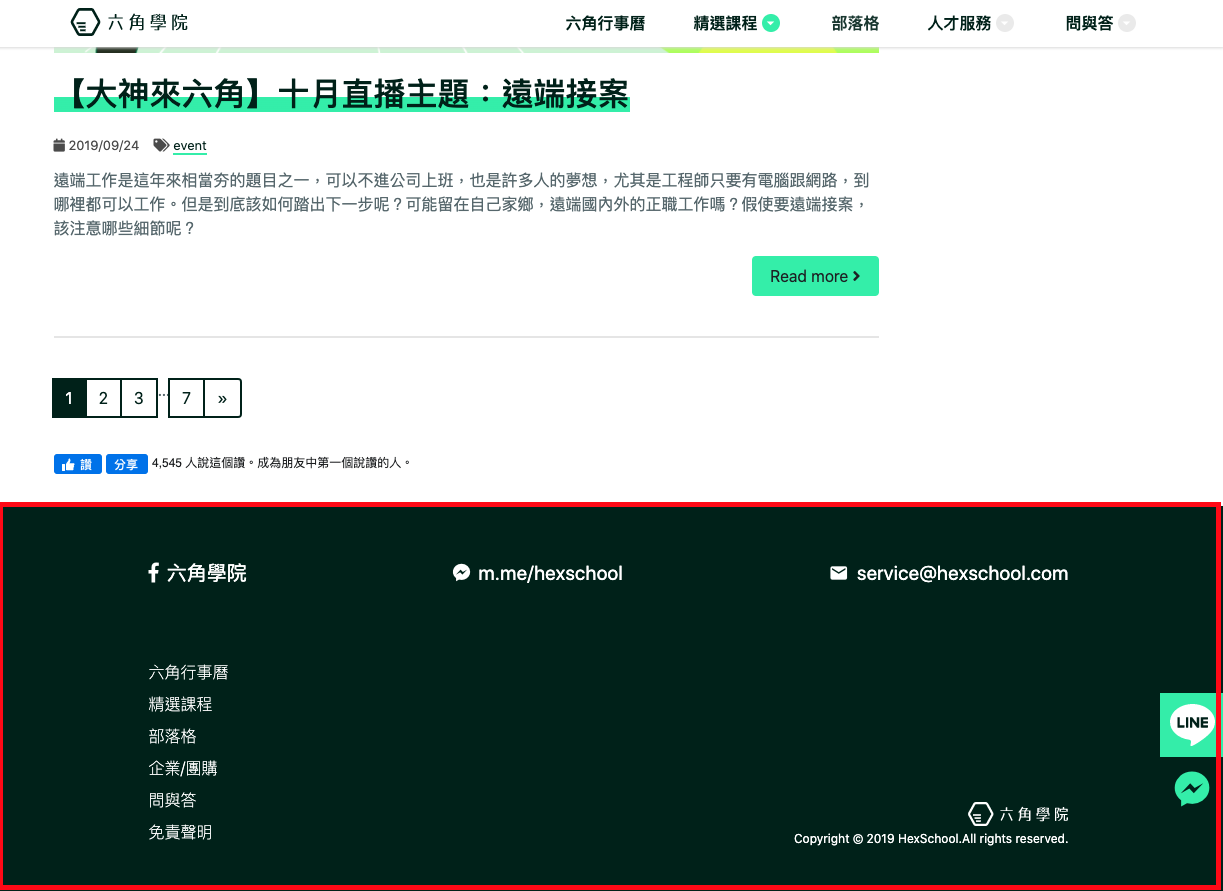 六角學院
六角行事曆 精選課程 部落格 人才服務 問與答
【大神來六角】十月直播主題：遠端接案
2019/09/24 event
遠端工作是這年來相當夯的題目之一，可以不進公司上班，也是許多人的夢想，尤其是工程師只要有電腦跟網路，到
哪裡都可以工作。但是到底該如何踏出下一步呢？可能留在自己家鄉，遠端國內外的正職工作嗎？假使要遠端接案，
該注意哪些細節呢？
Read more
1 2 3 … 7 »
讚 分享 4,545 人說這個讚。成為朋友中第一個說讚的人。
六角學院 m.me/hexschool service@hexschool.com
六角行事曆
精選課程
部落格
企業/團購
問與答
免責聲明
LINE
六角學院
Copyright © 2019 HexSchool.All rights reserved.